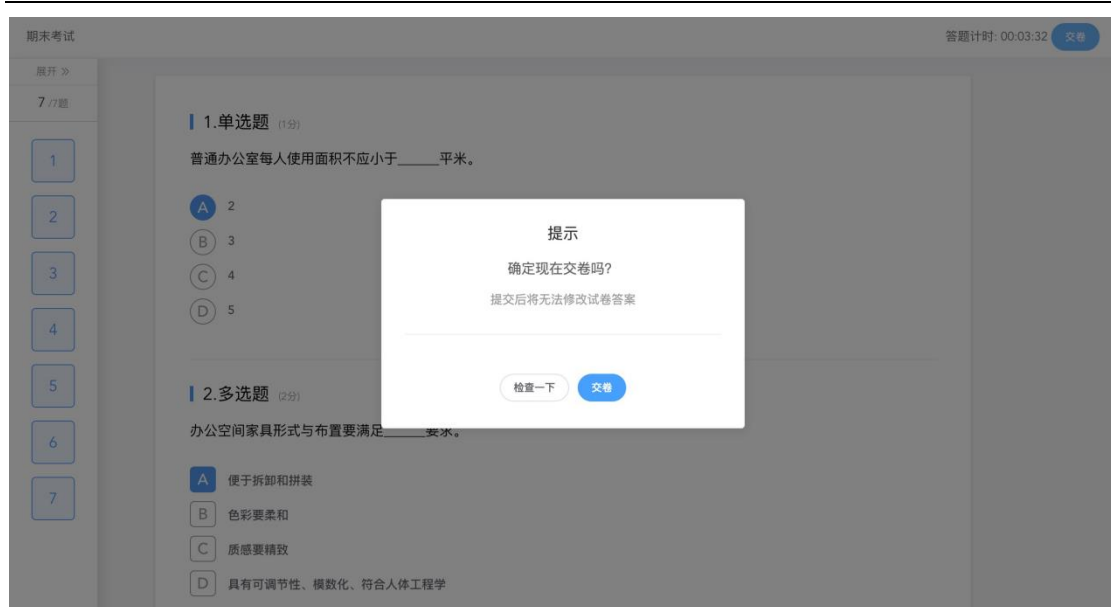 期末考试
答题计时: 00:03:32 交卷
展开 »
7 /7题
1
2
3
4
5
6
7
1.单选题 (1分)
普通办公室每人使用面积不应小于_____平米。
A 2
B 3
C 4
D 5
提示
确定现在交卷吗?
提交后将无法修改试卷答案
检查一下 交卷
2.多选题 (2分)
办公空间家具形式与布置要满足_____要求。
A 便于拆卸和拼装
B 色彩要柔和
C 质感要精致
D 具有可调节性、模数化、符合人体工程学